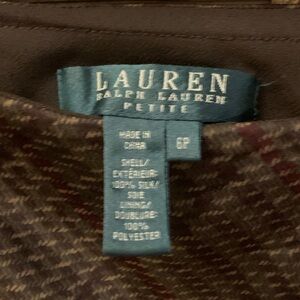 LAUREN
RALPH LAUREN
PETITE
MADE IN
CHINA
6P
SHELL/
EXTÉRIEUR:
100% SILK/
SOIE
LINING/
DOUBLURE:
100%
POLYESTER